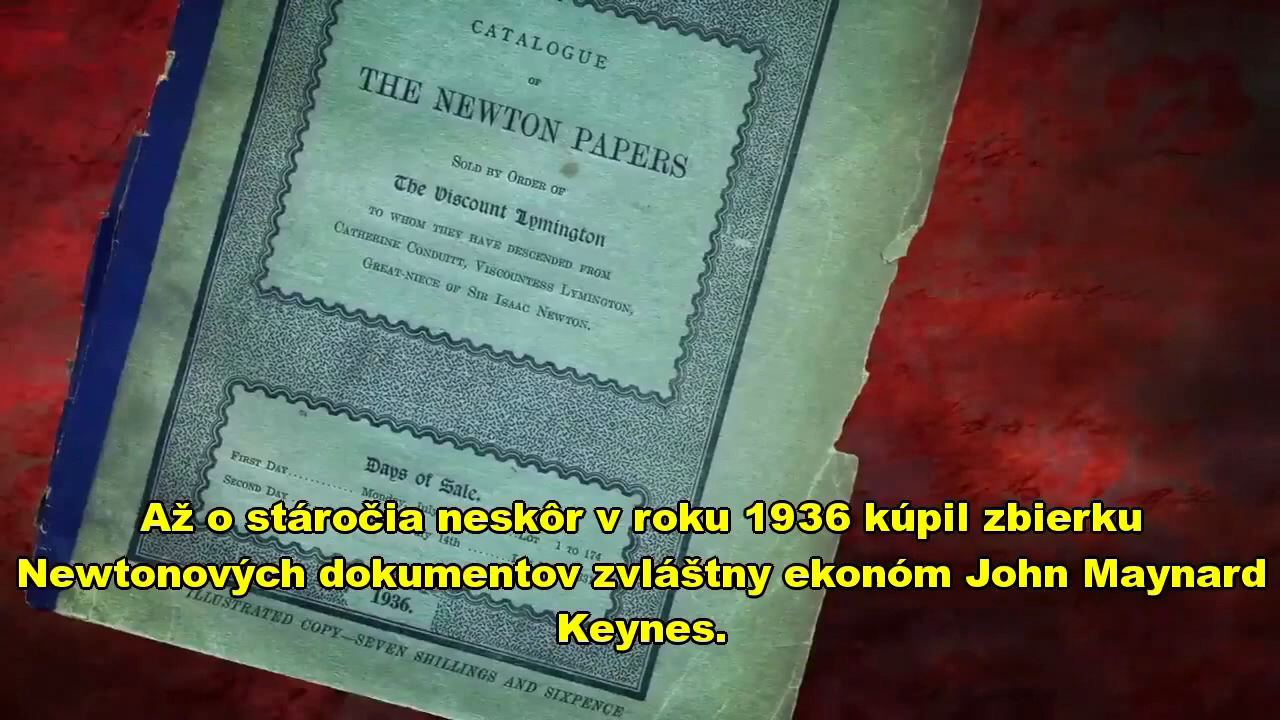 CATALOGUE
OF
THE NEWTON PAPERS
SOLD BY ORDER OF
The Viscount Lymington
TO WHOM THEY HAVE DESCENDED FROM
CATHERINE CONDUITT, VISCOUNTESS LYMINGTON,
GREAT-NIECE OF SIR ISAAC NEWTON.
Days of Sale.
FIRST DAY............ Monday,
SECOND DAY
LOT 1 TO 174
14th
1936.
ILLUSTRATED COPY—SEVEN SHILLINGS AND SIXPENCE
Až o stáročia neskôr v roku 1936 kúpil zbierku
Newtonových dokumentov zvláštny ekonóm John Maynard
Keynes.